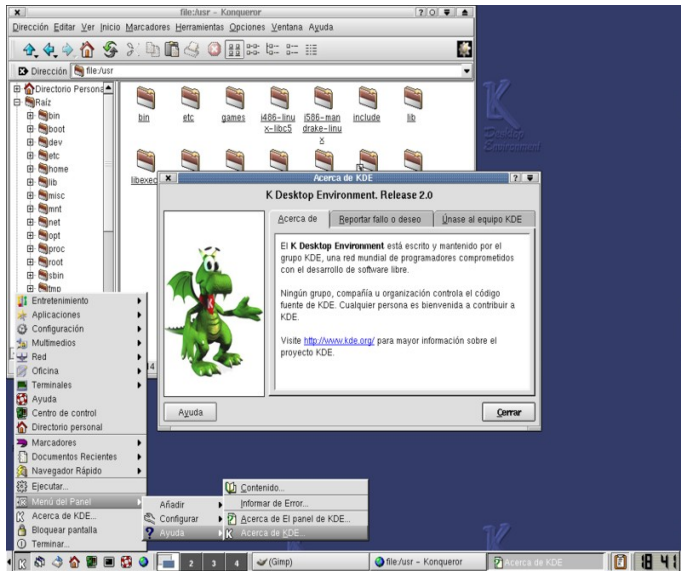 file:/usr - Konqueror
Dirección Editar Ver Inicio Marcadores Herramientas Opciones Ventana Ayuda
Dirección file:/usr
Directorio Persona
Raíz
bin
boot
dev
etc
home
lib
misc
mnt
net
opt
proc
root
sbin
tmp
bin
etc
games
i486-linu
x-libc5
i586-man
drake-linu
x
include
lib
libexec
K
Desktop
Environment
Acerca de KDE
K Desktop Environment. Release 2.0
Acerca de
Reportar fallo o deseo
Únase al equipo KDE
El K Desktop Environment está escrito y mantenido por el
grupo KDE, una red mundial de programadores comprometidos
con el desarrollo de software libre.
Ningún grupo, compañía u organización controla el código
fuente de KDE. Cualquier persona es bienvenida a contribuir a
KDE.
Visite http://www.kde.org/ para mayor información sobre el
proyecto KDE.
Ayuda
Cerrar
Entretenimiento
Aplicaciones
Configuración
Multimedios
Red
Oficina
Terminales
Ayuda
Centro de control
Directorio personal
Marcadores
Documentos Recientes
Navegador Rápido
Ejecutar...
Menú del Panel
Acerca de KDE...
Bloquear pantalla
Terminar...
14
Añadir
Configurar
Ayuda
Contenido...
Informar de Error...
Acerca de El panel de KDE...
Acerca de KDE...
2 3 4
(Gimp)
file:/usr - Konqueror
Acerca de KDE
18 41